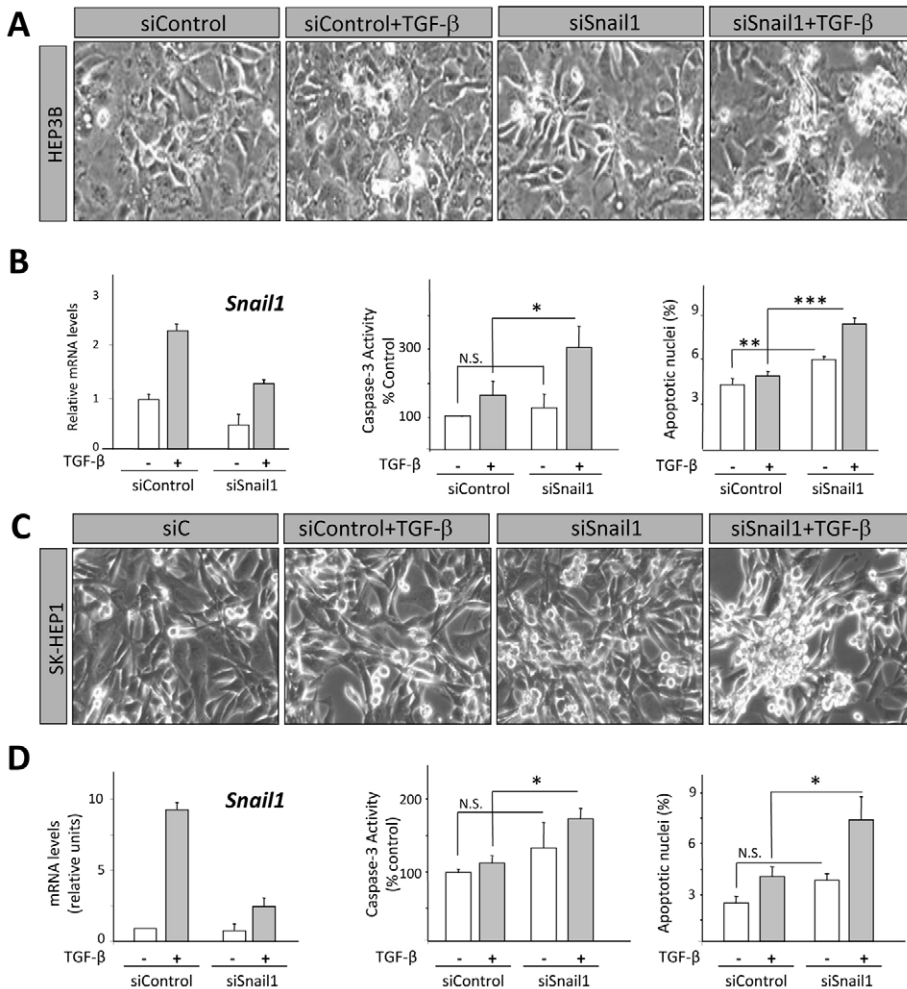 A
siControl
siControl+TGF-β
siSnail1
siSnail1+TGF-β
HEP3B
B
Relative mRNA levels
3
2
1
0
Snail1
TGF-β
- + - +
siControl siSnail1
Caspase-3 Activity
% Control
300
100
N.S.
*
TGF-β
- + - +
siControl siSnail1
Apoptotic nuclei (%)
9
6
3
**
***
TGF-β
- + - +
siControl siSnail1
C
siC
siControl+TGF-β
siSnail1
siSnail1+TGF-β
SK-HEP1
D
mRNA levels
(relative units)
10
5
0
Snail1
TGF-β
- + - +
siControl siSnail1
Caspase-3 Activity
(% control)
200
100
N.S.
*
TGF-β
- + - +
siControl siSnail1
Apoptotic nuclei (%)
9
6
3
N.S.
*
TGF-β
- + - +
siControl siSnail1